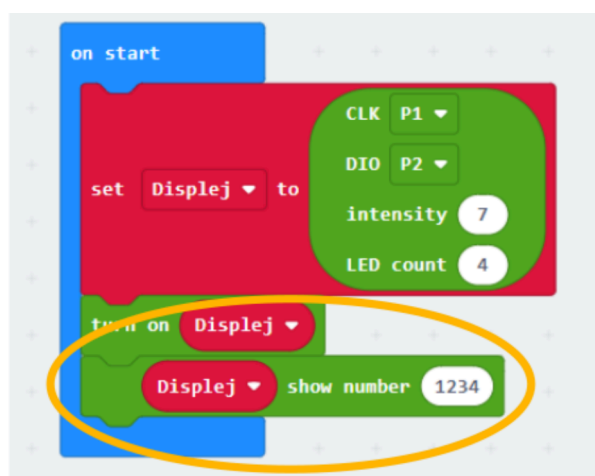 on start
CLK P1
DIO P2
set Displej to
intensity 7
LED count 4
turn on Displej
Displej show number 1234